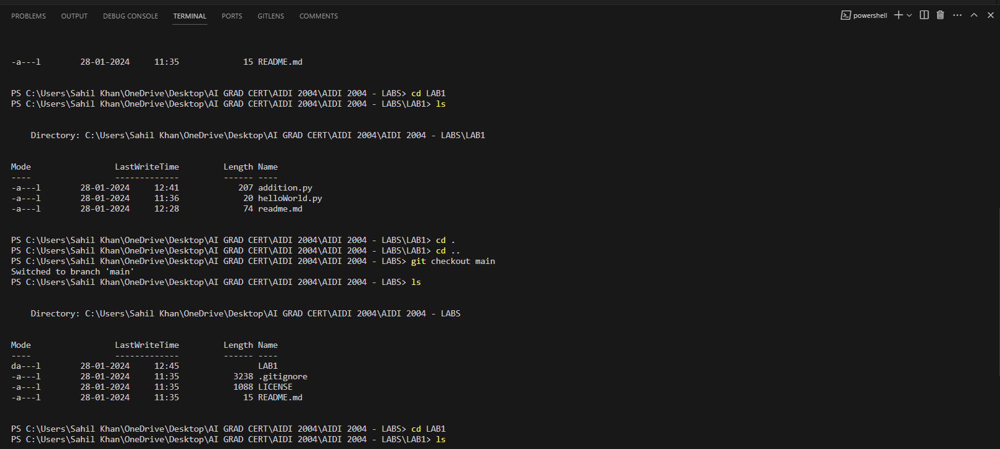 PROBLEMS OUTPUT DEBUG CONSOLE TERMINAL PORTS GITLENS COMMENTS powershell
-a---l        28-01-2024     11:35             15 README.md
PS C:\Users\Sahil Khan\OneDrive\Desktop\AI GRAD CERT\AIDI 2004\AIDI 2004 - LABS> cd LAB1
PS C:\Users\Sahil Khan\OneDrive\Desktop\AI GRAD CERT\AIDI 2004\AIDI 2004 - LABS\LAB1> ls
    Directory: C:\Users\Sahil Khan\OneDrive\Desktop\AI GRAD CERT\AIDI 2004\AIDI 2004 - LABS\LAB1
Mode                 LastWriteTime         Length Name
----                 -------------         ------ ----
-a---l        28-01-2024     12:41            207 addition.py
-a---l        28-01-2024     11:36             20 helloWorld.py
-a---l        28-01-2024     12:28             74 readme.md
PS C:\Users\Sahil Khan\OneDrive\Desktop\AI GRAD CERT\AIDI 2004\AIDI 2004 - LABS\LAB1> cd .
PS C:\Users\Sahil Khan\OneDrive\Desktop\AI GRAD CERT\AIDI 2004\AIDI 2004 - LABS\LAB1> cd ..
PS C:\Users\Sahil Khan\OneDrive\Desktop\AI GRAD CERT\AIDI 2004\AIDI 2004 - LABS> git checkout main
Switched to branch 'main'
PS C:\Users\Sahil Khan\OneDrive\Desktop\AI GRAD CERT\AIDI 2004\AIDI 2004 - LABS> ls
    Directory: C:\Users\Sahil Khan\OneDrive\Desktop\AI GRAD CERT\AIDI 2004\AIDI 2004 - LABS
Mode                 LastWriteTime         Length Name
----                 -------------         ------ ----
da---l        28-01-2024     12:45                LAB1
-a---l        28-01-2024     11:35           3238 .gitignore
-a---l        28-01-2024     11:35           1088 LICENSE
-a---l        28-01-2024     11:35             15 README.md
PS C:\Users\Sahil Khan\OneDrive\Desktop\AI GRAD CERT\AIDI 2004\AIDI 2004 - LABS> cd LAB1
PS C:\Users\Sahil Khan\OneDrive\Desktop\AI GRAD CERT\AIDI 2004\AIDI 2004 - LABS\LAB1> ls